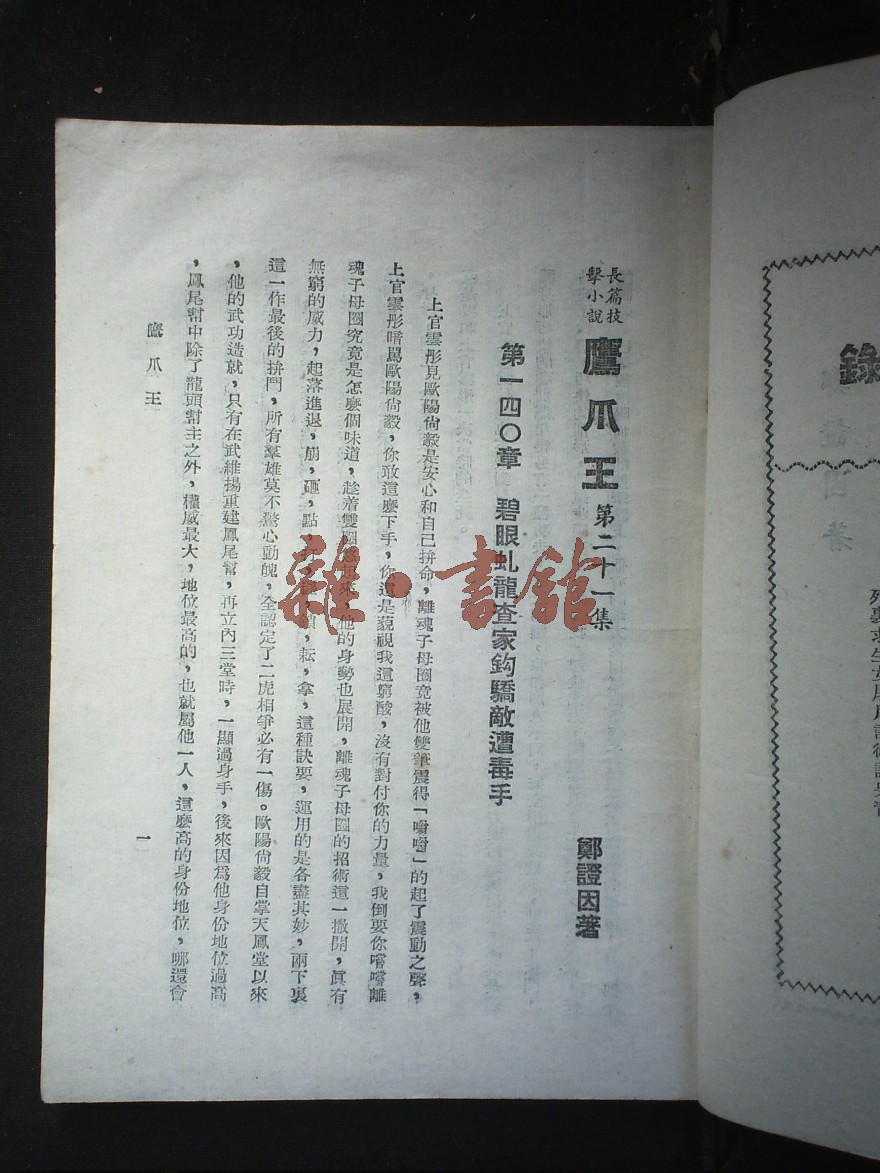 長篇技擊小說
鷹爪王 第二十一集
鄭證因著
第一四〇章 碧眼虬龍查家鈎驕敵遭毒手
上官雲彤見歐陽尙毅是安心和自己拚命，離魂子母圈竟被他雙筆震得「噹噹」的起了震動之聲，
上官雲彤喑罵歐陽尙毅，你敢這麼下手，你這是藐視我這窮酸，沒有對付你的力量，我倒要你嚐嚐離
魂子母圈究竟是怎麼個味道，趁着雙圈 起來，他的身勢也展開，離魂子母圈的招術這一撒開，眞有
無窮的威力，起落進退，崩，砸，點，打， ，鎖，耘，拿，這種訣要，運用的是各盡其妙，兩下裏
這一作最後的拚鬥，所有羣雄莫不驚心動魄，全認定了二虎相爭必有一傷。歐陽尙毅自掌天鳳堂以來
，他的武功造就，只有在武維揚重建鳳尾幫，再立內三堂時，一顯過身手，後來因爲他身份地位過高
，鳳尾幫中除了龍頭幫主之外，權威最大，地位最高的，也就屬他一人，這麼高的身份地位，哪還會
鷹爪王
一
錄
雜·書館